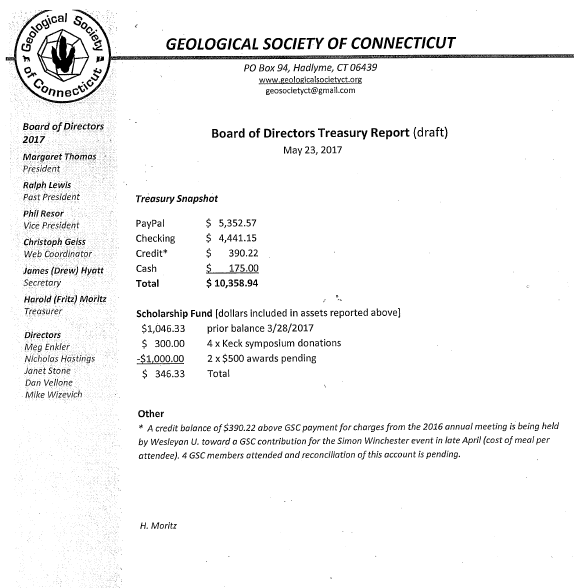 Geological Society
of Connecticut
GEOLOGICAL SOCIETY OF CONNECTICUT
PO Box 94, Hadlyme, CT 06439
www.geologicalsocietyct.org
geosocietyct@gmail.com
Board of Directors
2017
Margaret Thomas
President
Ralph Lewis
Past President
Phil Resor
Vice President
Christoph Geiss
Web Coordinator
James (Drew) Hyatt
Secretary
Harold (Fritz) Moritz
Treasurer
Directors
Meg Enkler
Nicholas Hastings
Janet Stone
Dan Vellone
Mike Wizevich
Board of Directors Treasury Report (draft)
May 23, 2017
Treasury Snapshot
PayPal $ 5,352.57
Checking $ 4,441.15
Credit* $ 390.22
Cash $ 175.00
Total $ 10,358.94
Scholarship Fund [dollars included in assets reported above]
$1,046.33 prior balance 3/28/2017
$ 300.00 4 x Keck symposium donations
-$1,000.00 2 x $500 awards pending
$ 346.33 Total
Other
* A credit balance of $390.22 above GSC payment for charges from the 2016 annual meeting is being held
by Wesleyan U. toward a GSC contribution for the Simon Winchester event in late April (cost of meal per
attendee). 4 GSC members attended and reconciliation of this account is pending.
H. Moritz